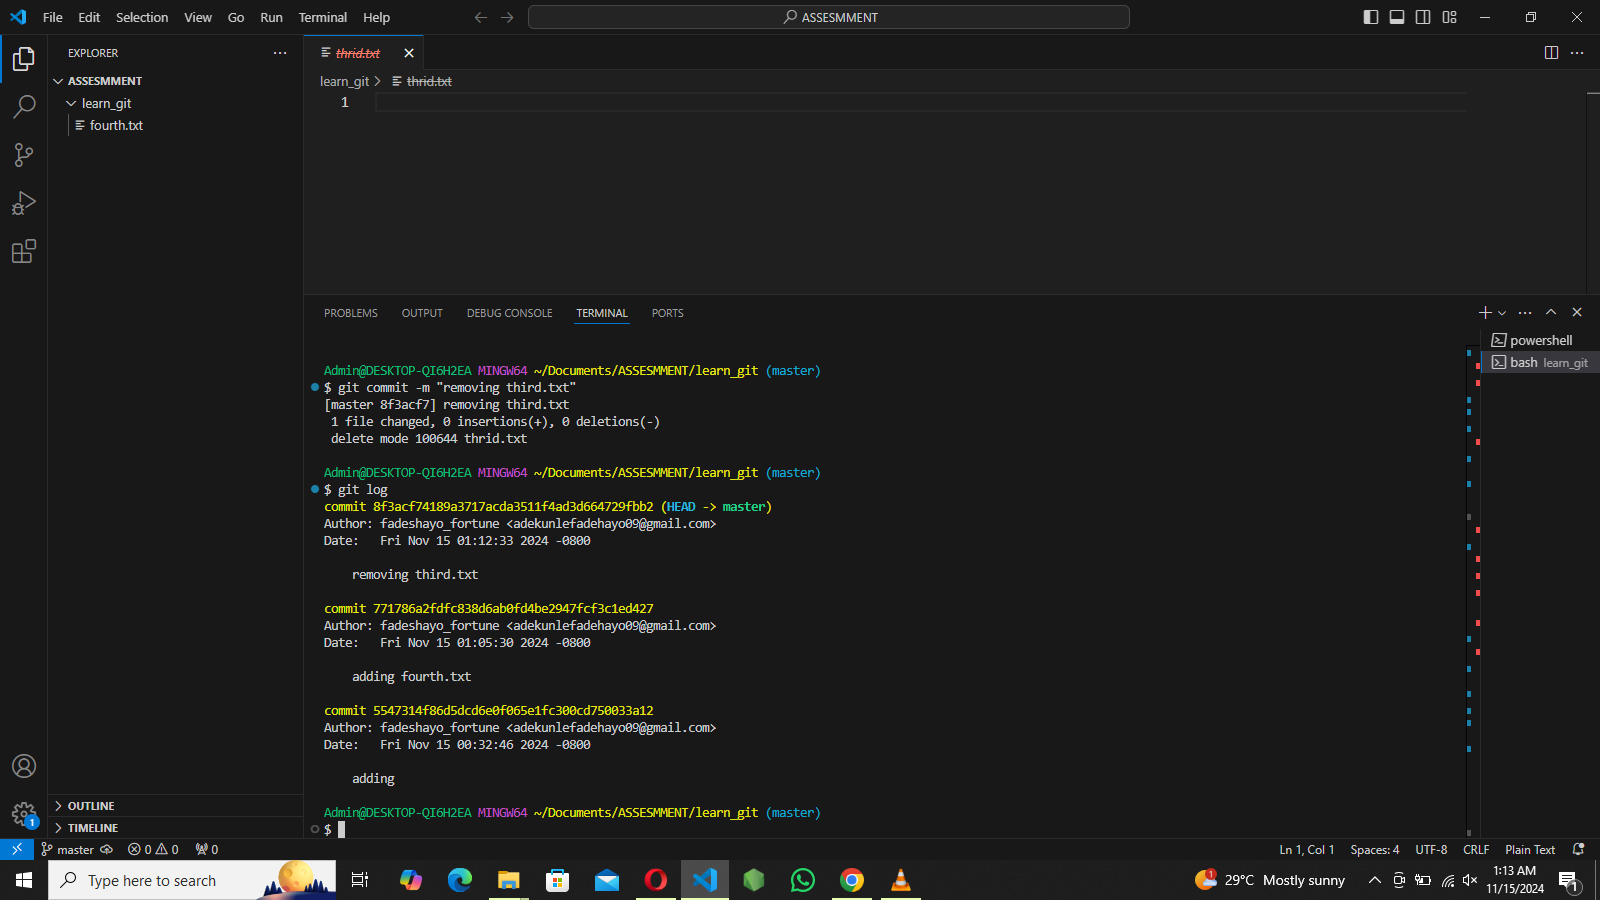 File Edit Selection View Go Run Terminal Help
ASSESMMENT
EXPLORER
ASSESMMENT
learn_git
fourth.txt
OUTLINE
TIMELINE
thrid.txt
learn_git > thrid.txt
1
PROBLEMS OUTPUT DEBUG CONSOLE TERMINAL PORTS
powershell
bash learn_git
Admin@DESKTOP-QI6H2EA MINGW64 ~/Documents/ASSESMMENT/learn_git (master)
$ git commit -m "removing third.txt"
[master 8f3acf7] removing third.txt
1 file changed, 0 insertions(+), 0 deletions(-)
delete mode 100644 thrid.txt
Admin@DESKTOP-QI6H2EA MINGW64 ~/Documents/ASSESMMENT/learn_git (master)
$ git log
commit 8f3acf74189a3717acda3511f4ad3d664729fbb2 (HEAD -> master)
Author: fadeshayo_fortune <adekunlefadehayo09@gmail.com>
Date: Fri Nov 15 01:12:33 2024 -0800
removing third.txt
commit 771786a2fdfc838d6ab0fd4be2947fcf3c1ed427
Author: fadeshayo_fortune <adekunlefadehayo09@gmail.com>
Date: Fri Nov 15 01:05:30 2024 -0800
adding fourth.txt
commit 5547314f86d5dcd6e0f065e1fc300cd750033a12
Author: fadeshayo_fortune <adekunlefadehayo09@gmail.com>
Date: Fri Nov 15 00:32:46 2024 -0800
adding
Admin@DESKTOP-QI6H2EA MINGW64 ~/Documents/ASSESMMENT/learn_git (master)
$
1
master 0 0 0 Ln 1, Col 1 Spaces: 4 UTF-8 CRLF Plain Text
Type here to search
1 29°C Mostly sunny
1:13 AM
11/15/2024
1